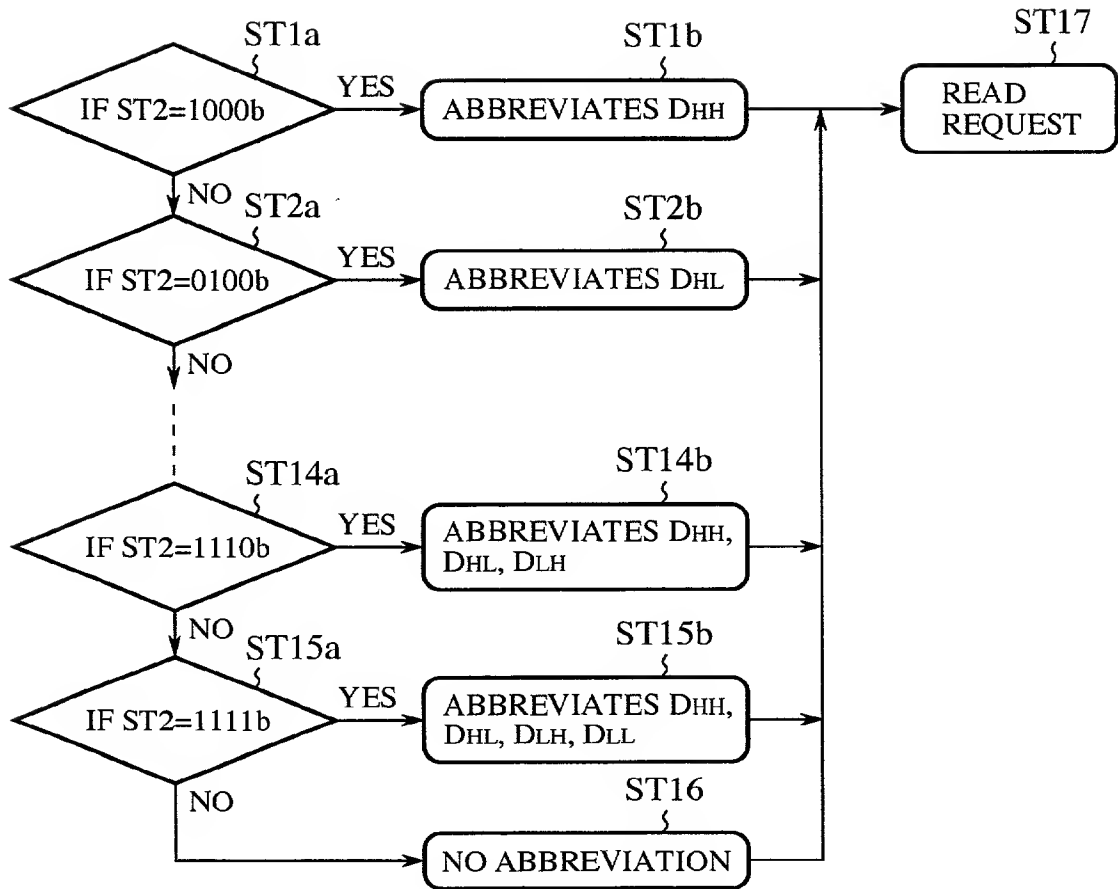 ST1a
ST1b
ST17
IF ST2=1000b
YES
ABBREVIATES DHH
READ
REQUEST
NO
ST2a
ST2b
IF ST2=0100b
YES
ABBREVIATES DHL
NO
ST14a
ST14b
IF ST2=1110b
YES
ABBREVIATES DHH,
DHL, DLH
NO
ST15a
ST15b
IF ST2=1111b
YES
ABBREVIATES DHH,
DHL, DLH, DLL
NO
ST16
NO ABBREVIATION